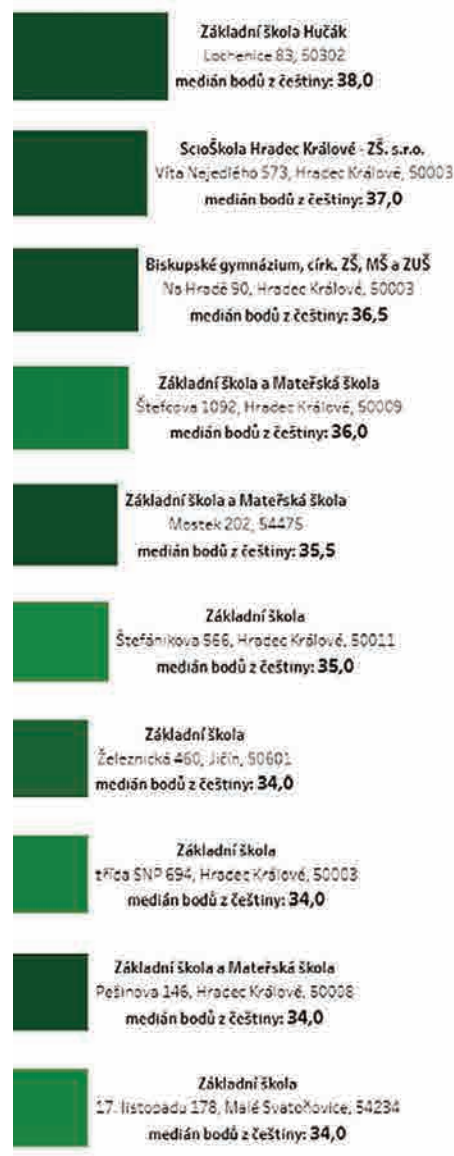 Základní škola Hučák
Lochenice 83, 50302
medián bodů z češtiny: 38,0
ScioŠkola Hradec Králové - ZŠ. s.r.o.
Víta Nejedlého 573, Hradec Králové, 50003
medián bodů z češtiny: 37,0
Biskupské gymnázium, círk. ZŠ, MŠ a ZUŠ
Na Hradě 90, Hradec Králové, 50003
medián bodů z češtiny: 36,5
Základní škola a Mateřská škola
Štefcova 1092, Hradec Králové, 50009
medián bodů z češtiny: 36,0
Základní škola a Mateřská škola
Mostek 202, 54475
medián bodů z češtiny: 35,5
Základní škola
Štefánikova 566, Hradec Králové, 50011
medián bodů z češtiny: 35,0
Základní škola
Železnická 460, Jičín, 50601
medián bodů z češtiny: 34,0
Základní škola
třída SNP 694, Hradec Králové, 50003
medián bodů z češtiny: 34,0
Základní škola a Mateřská škola
Pešinova 146, Hradec Králové, 50008
medián bodů z češtiny: 34,0
Základní škola
17. listopadu 178, Malé Svatoňovice, 54234
medián bodů z češtiny: 34,0